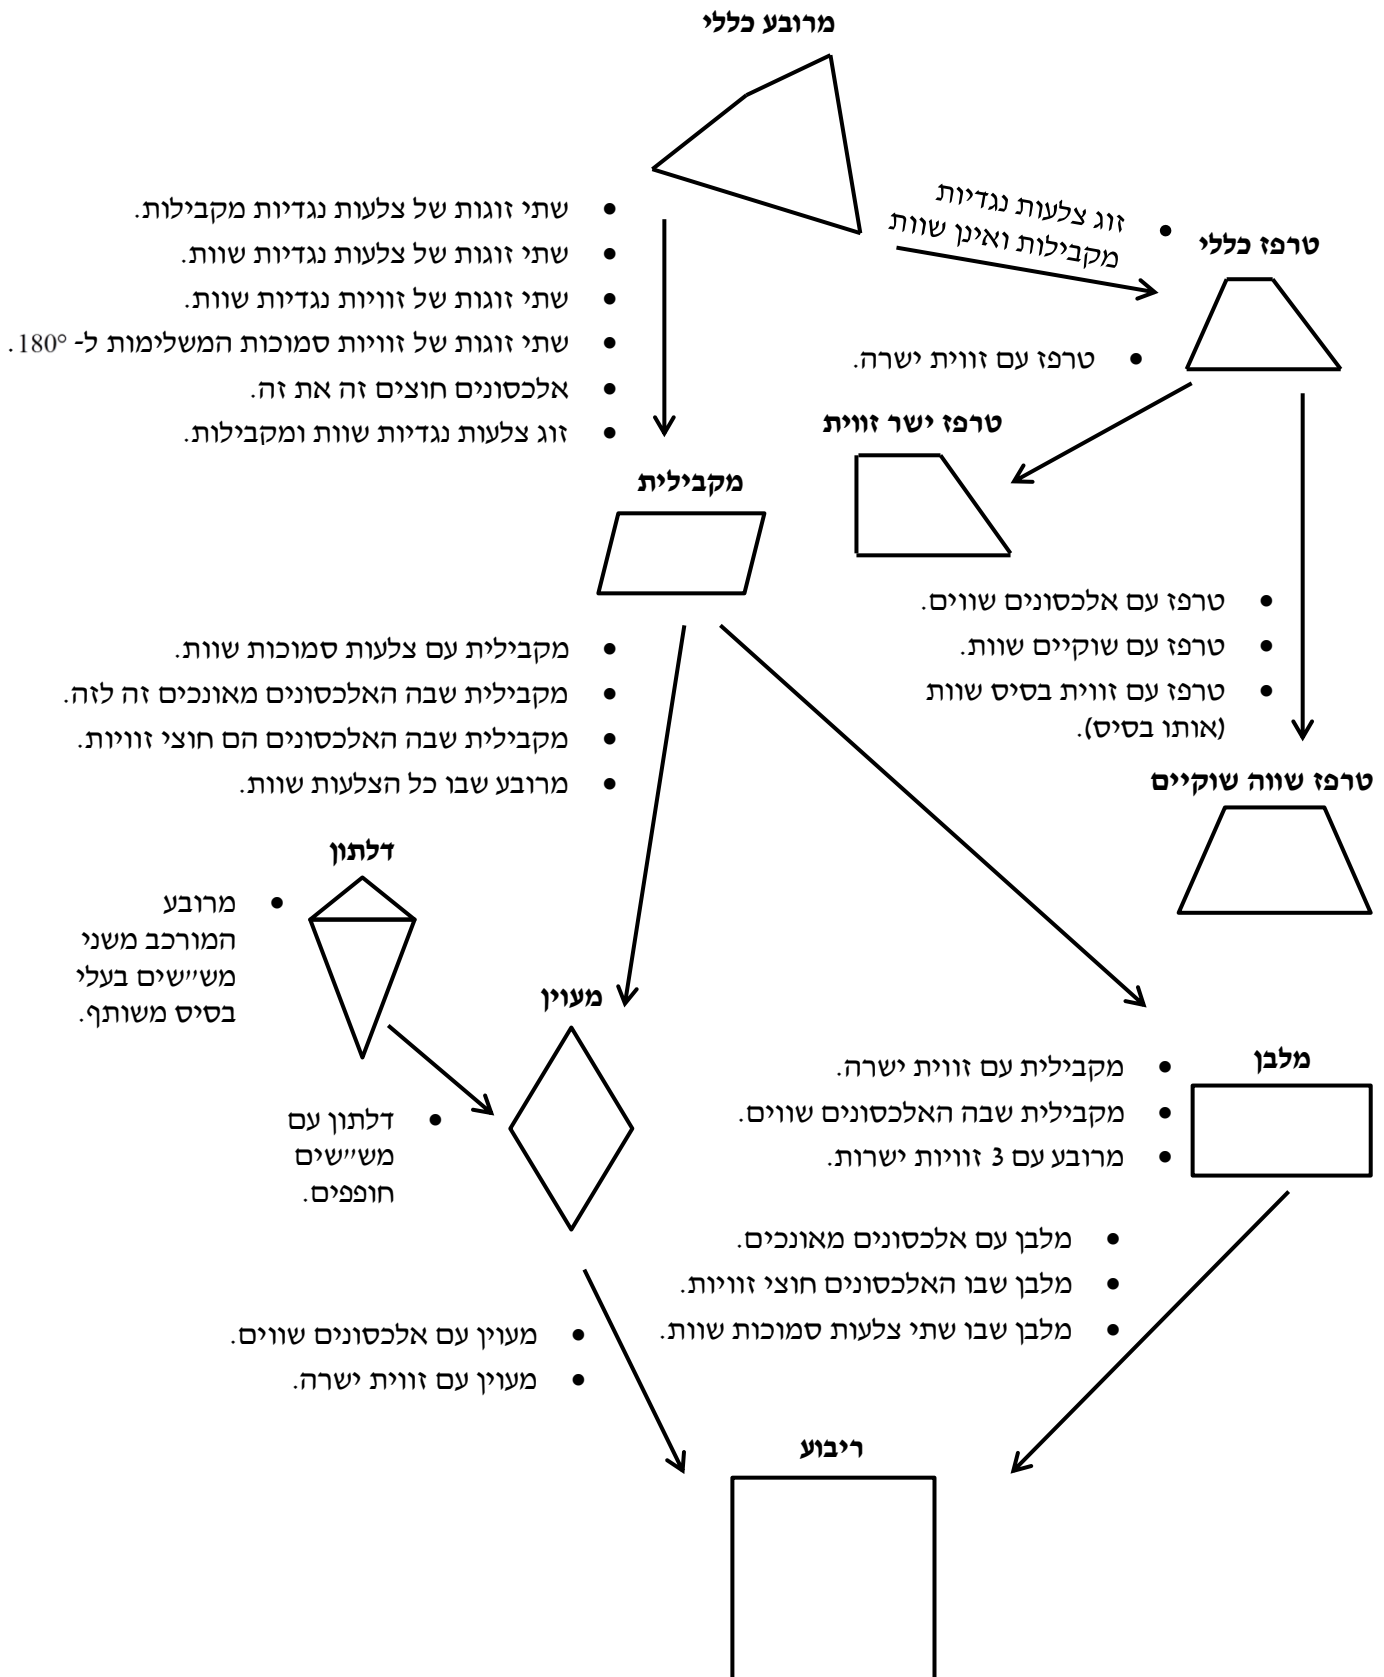 מרובע כללי
זוג צלעות נגדיות
מקבילות ואינן שוות
טרפז כללי
שתי זוגות של צלעות נגדיות מקבילות.
שתי זוגות של צלעות נגדיות שוות.
שתי זוגות של זוויות נגדיות שוות.
שתי זוגות של זוויות סמוכות המשלימות ל- 180°.
אלכסונים חוצים זה את זה.
זוג צלעות נגדיות שוות ומקבילות.
טרפז עם זווית ישרה.
טרפז ישר זווית
מקבילית
טרפז עם אלכסונים שווים.
טרפז עם שוקיים שוות.
טרפז עם זווית בסיס שוות
(אותו בסיס).
טרפז שווה שוקיים
מקבילית עם צלעות סמוכות שוות.
מקבילית שבה האלכסונים מאונכים זה לזה.
מקבילית שבה האלכסונים הם חוצי זוויות.
מרובע שבו כל הצלעות שוות.
דלתון
מרובע
המורכב משני
מש״שים בעלי
בסיס משותף.
מעוין
דלתון עם
מש״שים
חופפים.
מלבן
מקבילית עם זווית ישרה.
מקבילית שבה האלכסונים שווים.
מרובע עם 3 זוויות ישרות.
מלבן עם אלכסונים מאונכים.
מלבן שבו האלכסונים חוצי זוויות.
מלבן שבו שתי צלעות סמוכות שוות.
מעוין עם אלכסונים שווים.
מעוין עם זווית ישרה.
ריבוע